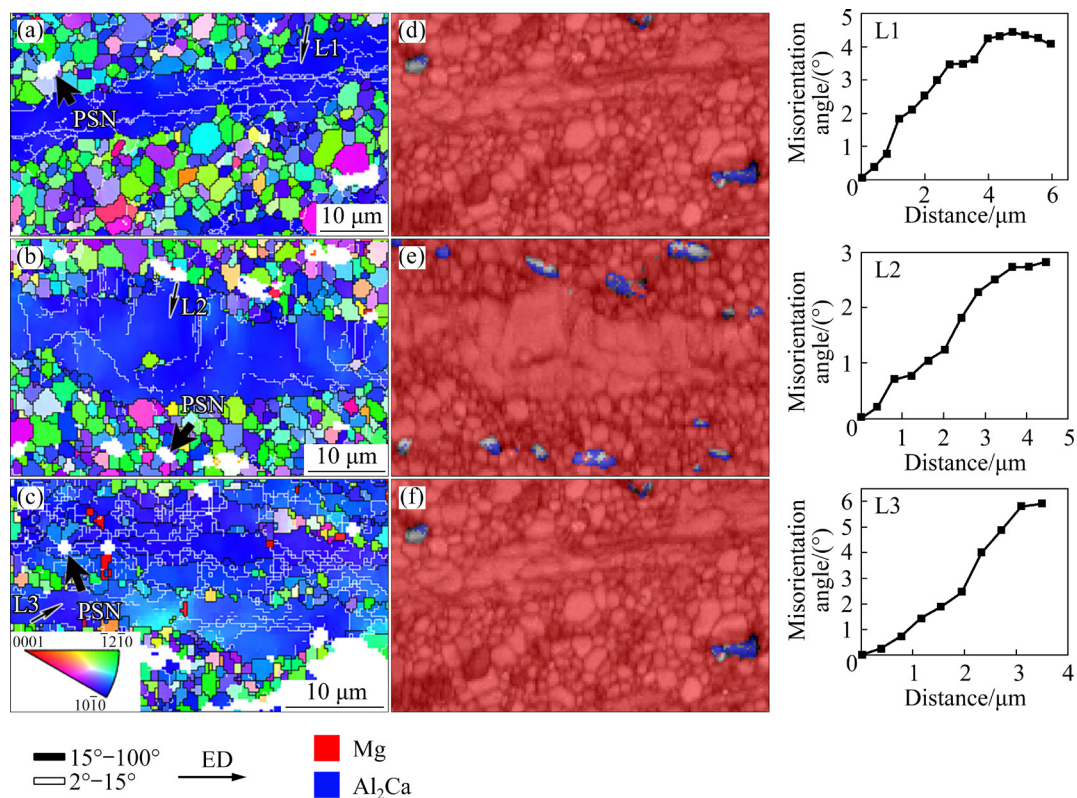 (a)
L1
PSN
10 μm
(d)
5
4
3
2
1
0
L1
Misorientation
angle/(°)
2
4
6
Distance/μm
(b)
L2
PSN
10 μm
(e)
3
2
1
0
L2
Misorientation
angle/(°)
1
2
3
4
5
Distance/μm
(c)
L3
PSN
0001
1̄21̄0
101̄0
10 μm
(f)
6
5
4
3
2
1
0
L3
Misorientation
angle/(°)
1
2
3
4
Distance/μm
15°−100°
2°−15°
ED
Mg
Al₂Ca